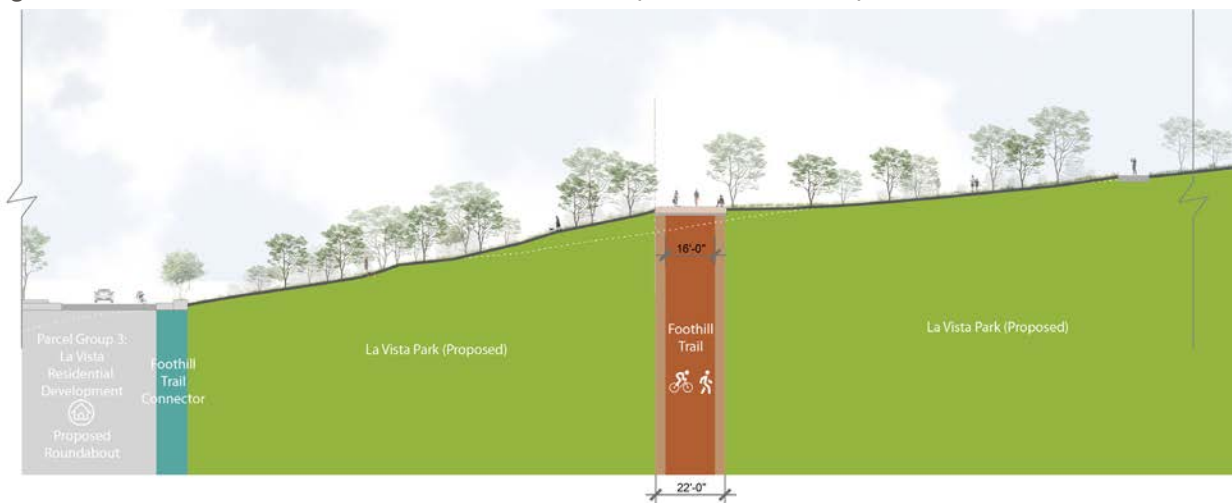 Parcel Group 3:
La Vista
Residential
Development
Proposed
Roundabout
Foothill
Trail
Connector
La Vista Park (Proposed)
16'-0"
Foothill
Trail
22'-0"
La Vista Park (Proposed)